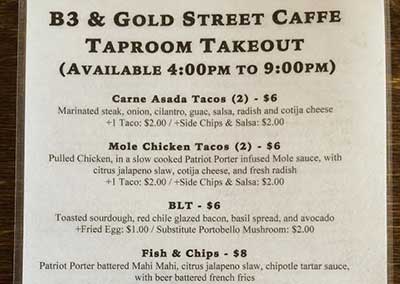 B3 & GOLD STREET CAFFE
TAPROOM TAKEOUT
(AVAILABLE 4:00PM TO 9:00PM)
Carne Asada Tacos (2) - $6
Marinated steak, onion, cilantro, guac, salsa, radish and cotija cheese
+1 Taco: $2.00 / +Side Chips & Salsa: $2.00
Mole Chicken Tacos (2) - $6
Pulled Chicken, in a slow cooked Patriot Porter infused Mole sauce, with
citrus jalapeno slaw, cotija cheese, and fresh radish
+1 Taco: $2.00 / +Side Chips & Salsa: $2.00
BLT - $6
Toasted sourdough, red chile glazed bacon, basil spread, and avocado
+Fried Egg: $1.00 / Substitute Portobello Mushroom: $2.00
Fish & Chips - $8
Patriot Porter battered Mahi Mahi, citrus jalapeno slaw, chipotle tartar sauce,
with beer battered french fries